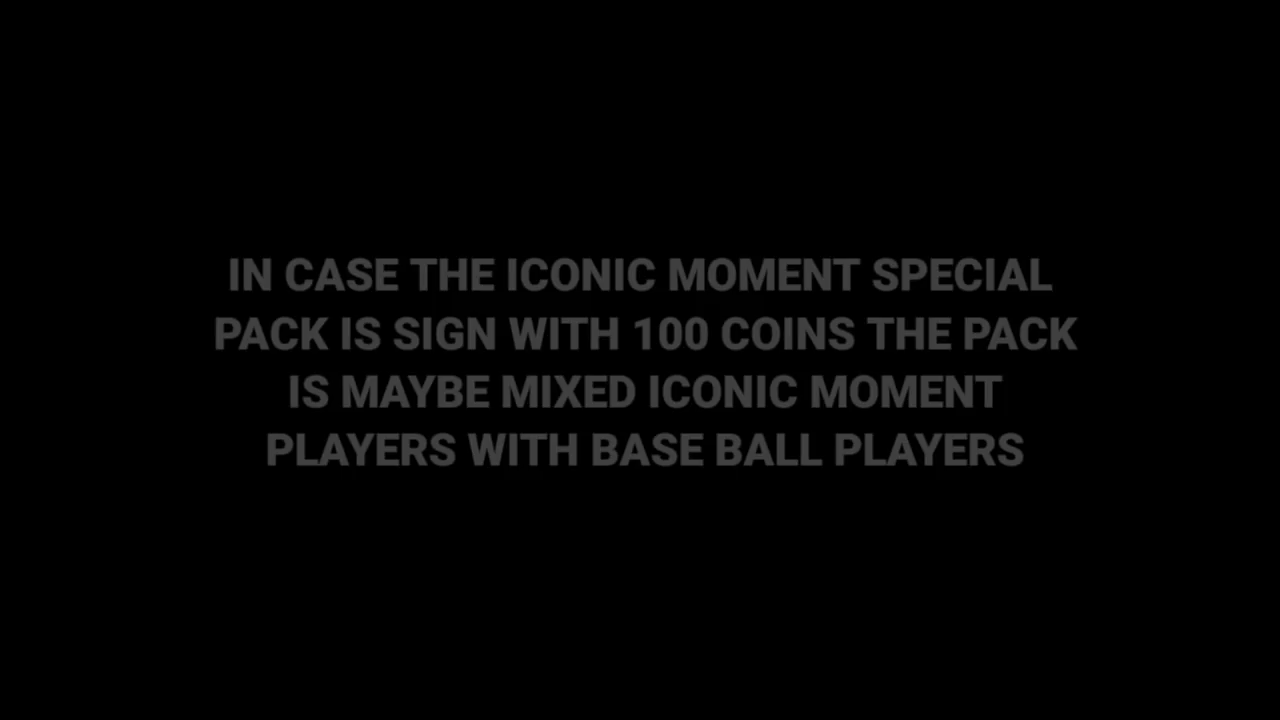 IN CASE THE ICONIC MOMENT SPECIAL
PACK IS SIGN WITH 100 COINS THE PACK
IS MAYBE MIXED ICONIC MOMENT
PLAYERS WITH BASE BALL PLAYERS